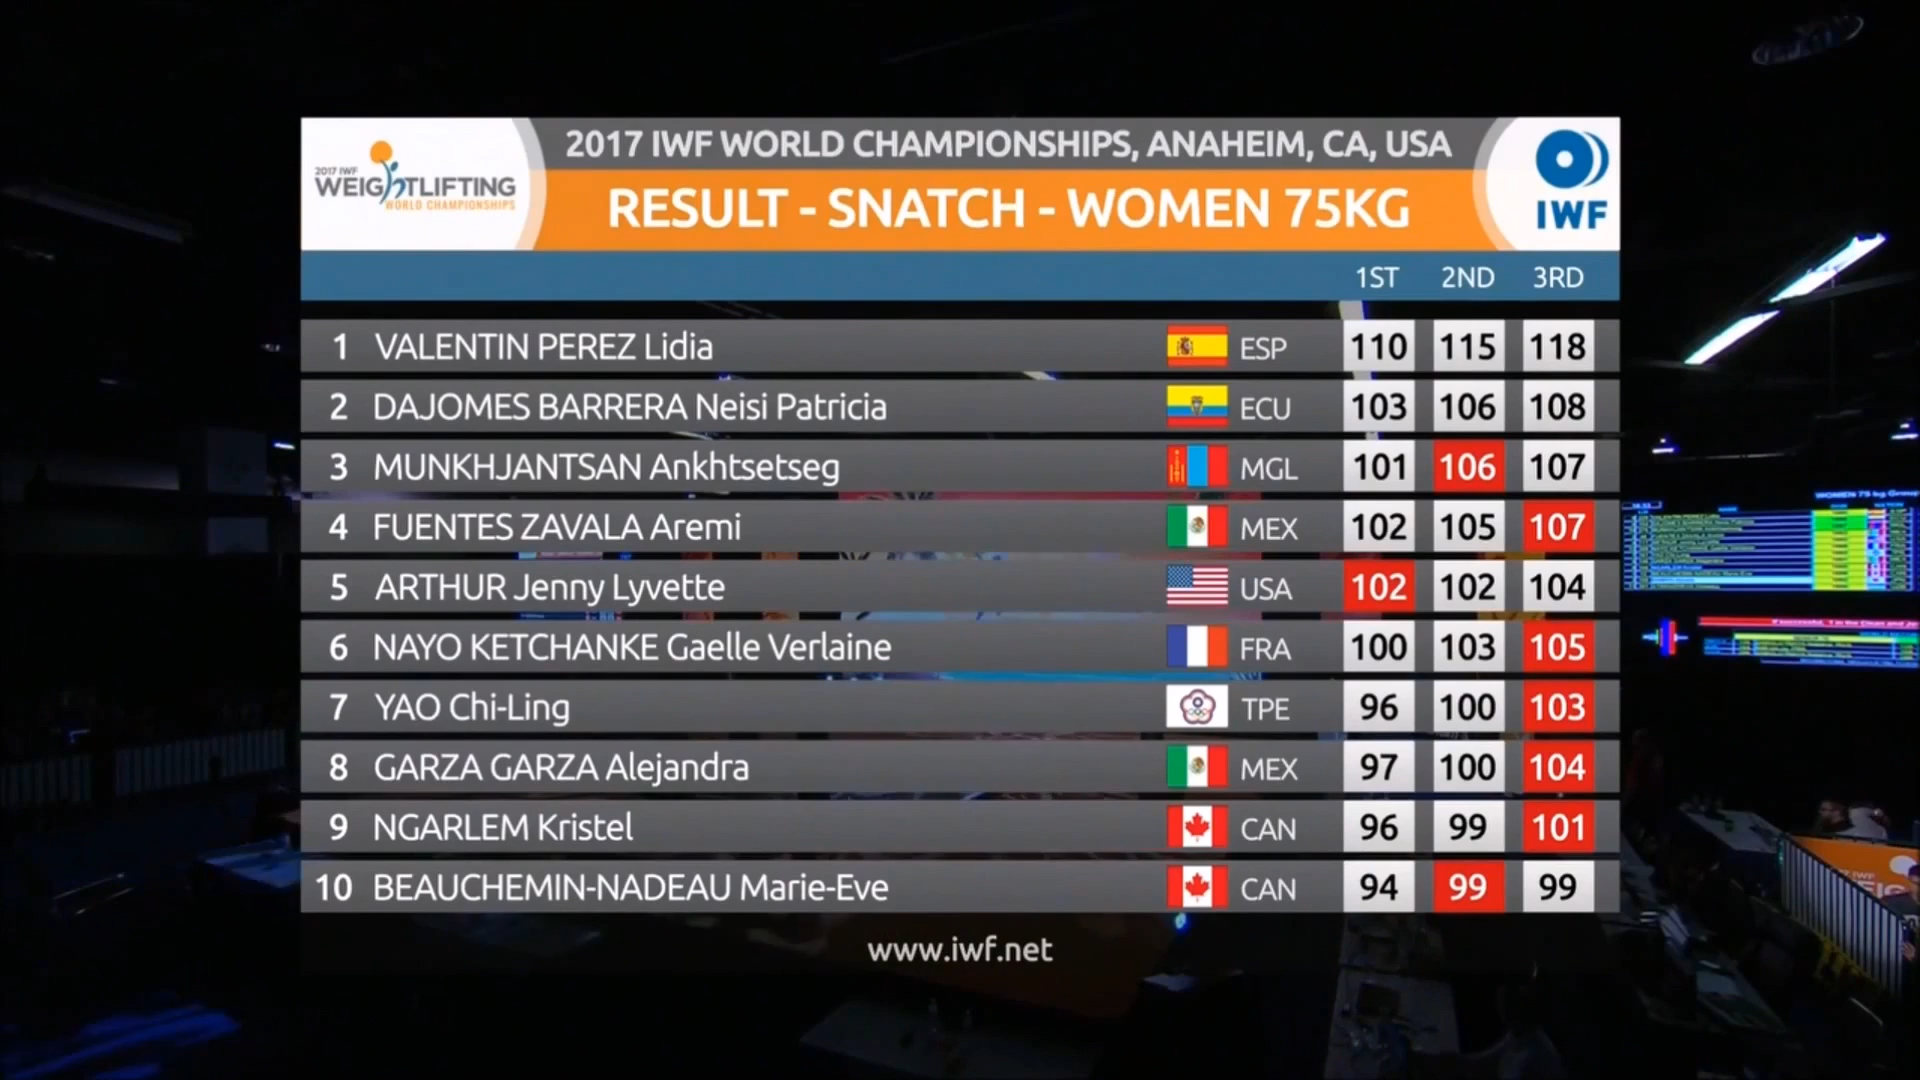 2017 IWF
WEIGHTLIFTING
WORLD CHAMPIONSHIPS
2017 IWF WORLD CHAMPIONSHIPS, ANAHEIM, CA, USA
RESULT - SNATCH - WOMEN 75KG
IWF
1ST 2ND 3RD
1 VALENTIN PEREZ Lidia ESP 110 115 118
2 DAJOMES BARRERA Neisi Patricia ECU 103 106 108
3 MUNKHJANTSAN Ankhtsetseg MGL 101 106 107
4 FUENTES ZAVALA Aremi MEX 102 105 107
5 ARTHUR Jenny Lyvette USA 102 102 104
6 NAYO KETCHANKE Gaelle Verlaine FRA 100 103 105
7 YAO Chi-Ling TPE 96 100 103
8 GARZA GARZA Alejandra MEX 97 100 104
9 NGARLEM Kristel CAN 96 99 101
10 BEAUCHEMIN-NADEAU Marie-Eve CAN 94 99 99
www.iwf.net
WOMEN 75 kg Group